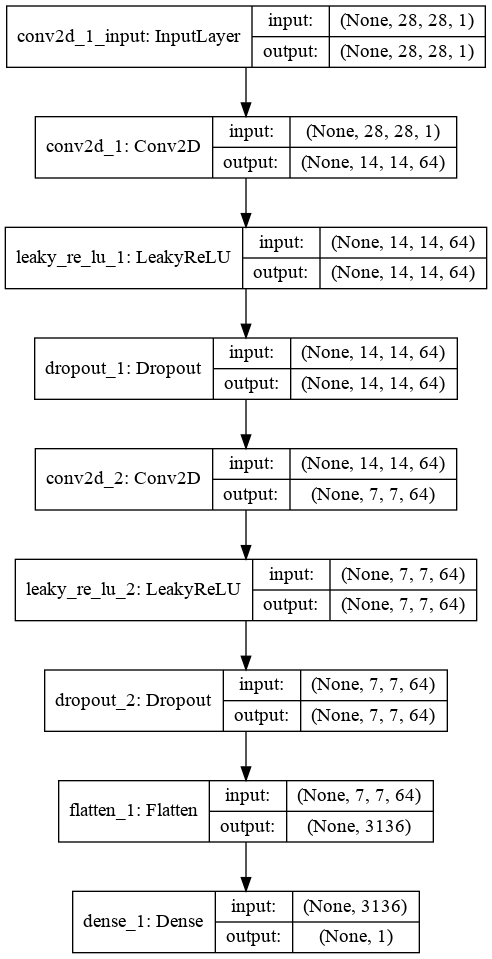 conv2d_1_input: InputLayer
input: (None, 28, 28, 1)
output: (None, 28, 28, 1)
conv2d_1: Conv2D
input: (None, 28, 28, 1)
output: (None, 14, 14, 64)
leaky_re_lu_1: LeakyReLU
input: (None, 14, 14, 64)
output: (None, 14, 14, 64)
dropout_1: Dropout
input: (None, 14, 14, 64)
output: (None, 14, 14, 64)
conv2d_2: Conv2D
input: (None, 14, 14, 64)
output: (None, 7, 7, 64)
leaky_re_lu_2: LeakyReLU
input: (None, 7, 7, 64)
output: (None, 7, 7, 64)
dropout_2: Dropout
input: (None, 7, 7, 64)
output: (None, 7, 7, 64)
flatten_1: Flatten
input: (None, 7, 7, 64)
output: (None, 3136)
dense_1: Dense
input: (None, 3136)
output: (None, 1)